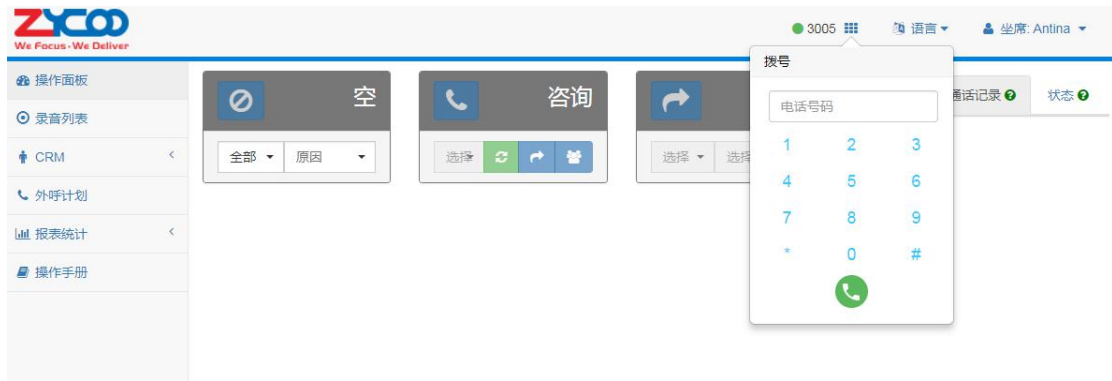 ZYCOO
We Focus·We Deliver
3005
语言
坐席: Antina
操作面板
录音列表
CRM
外呼计划
报表统计
操作手册
空
全部
原因
咨询
选择
选择
选择
通话记录
状态
拨号
电话号码
1 2 3
4 5 6
7 8 9
* 0 #